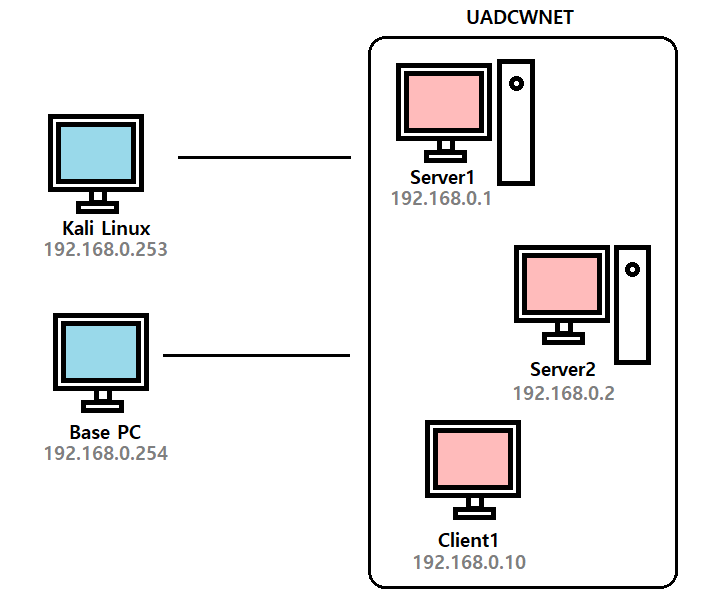 UADCWNET
Server1
192.168.0.1
Kali Linux
192.168.0.253
Server2
192.168.0.2
Base PC
192.168.0.254
Client1
192.168.0.10